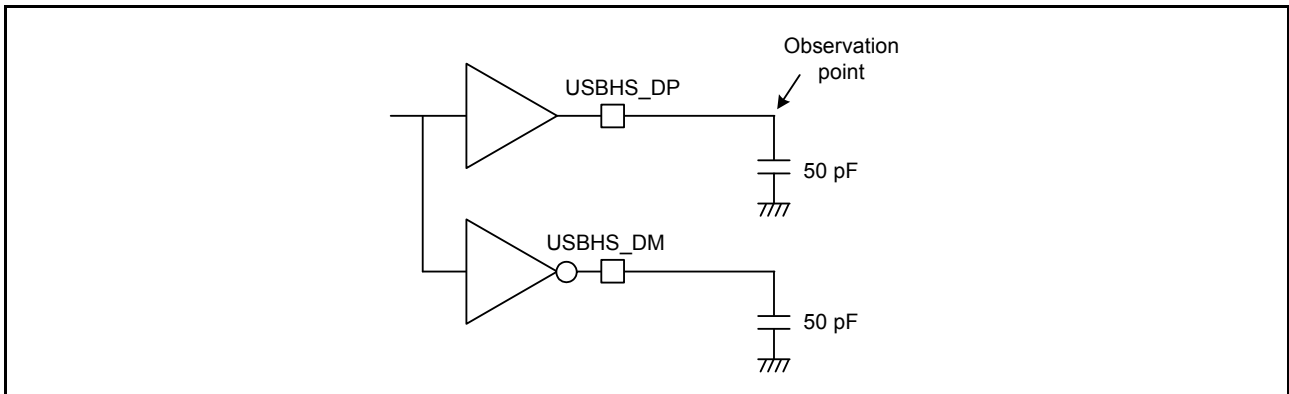 Observation
point
USBHS_DP
50 pF
USBHS_DM
50 pF